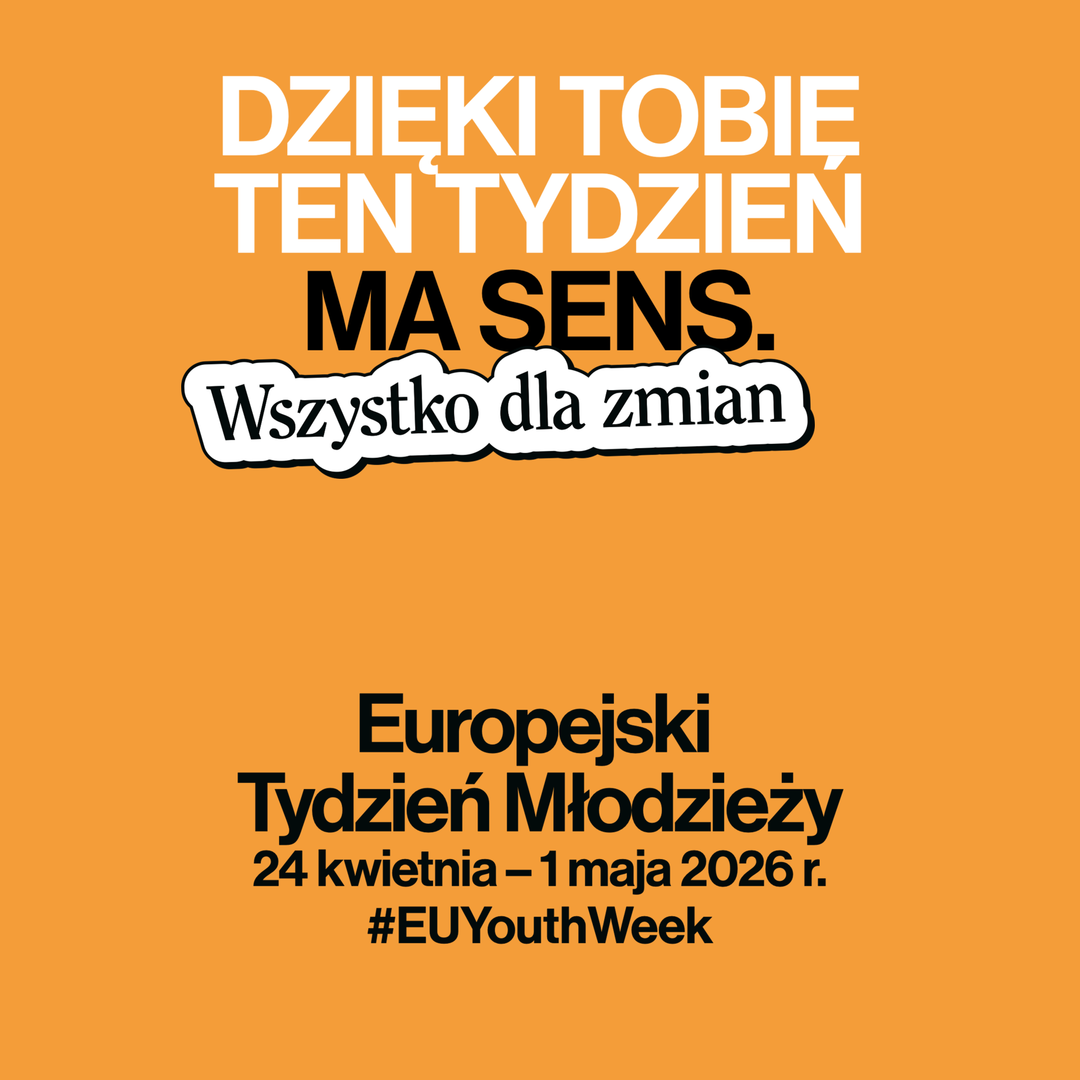 DZIĘKI TOBIE
TEN TYDZIEŃ
MA SENS.
Wszystko dla zmian
Europejski
Tydzień Młodzieży
24 kwietnia – 1 maja 2026 r.
#EUYouthWeek